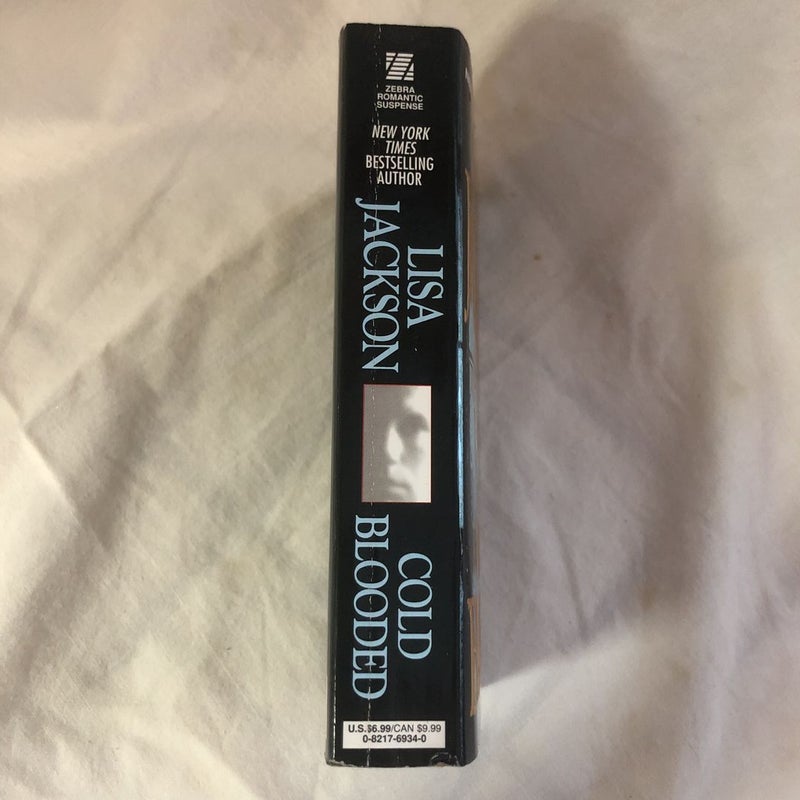 ZEBRA
ROMANTIC
SUSPENSE
NEW YORK
TIMES
BESTSELLING
AUTHOR
LISA
JACKSON
COLD
BLOODED
U.S.$6.99/CAN $9.99
0-8217-6934-0